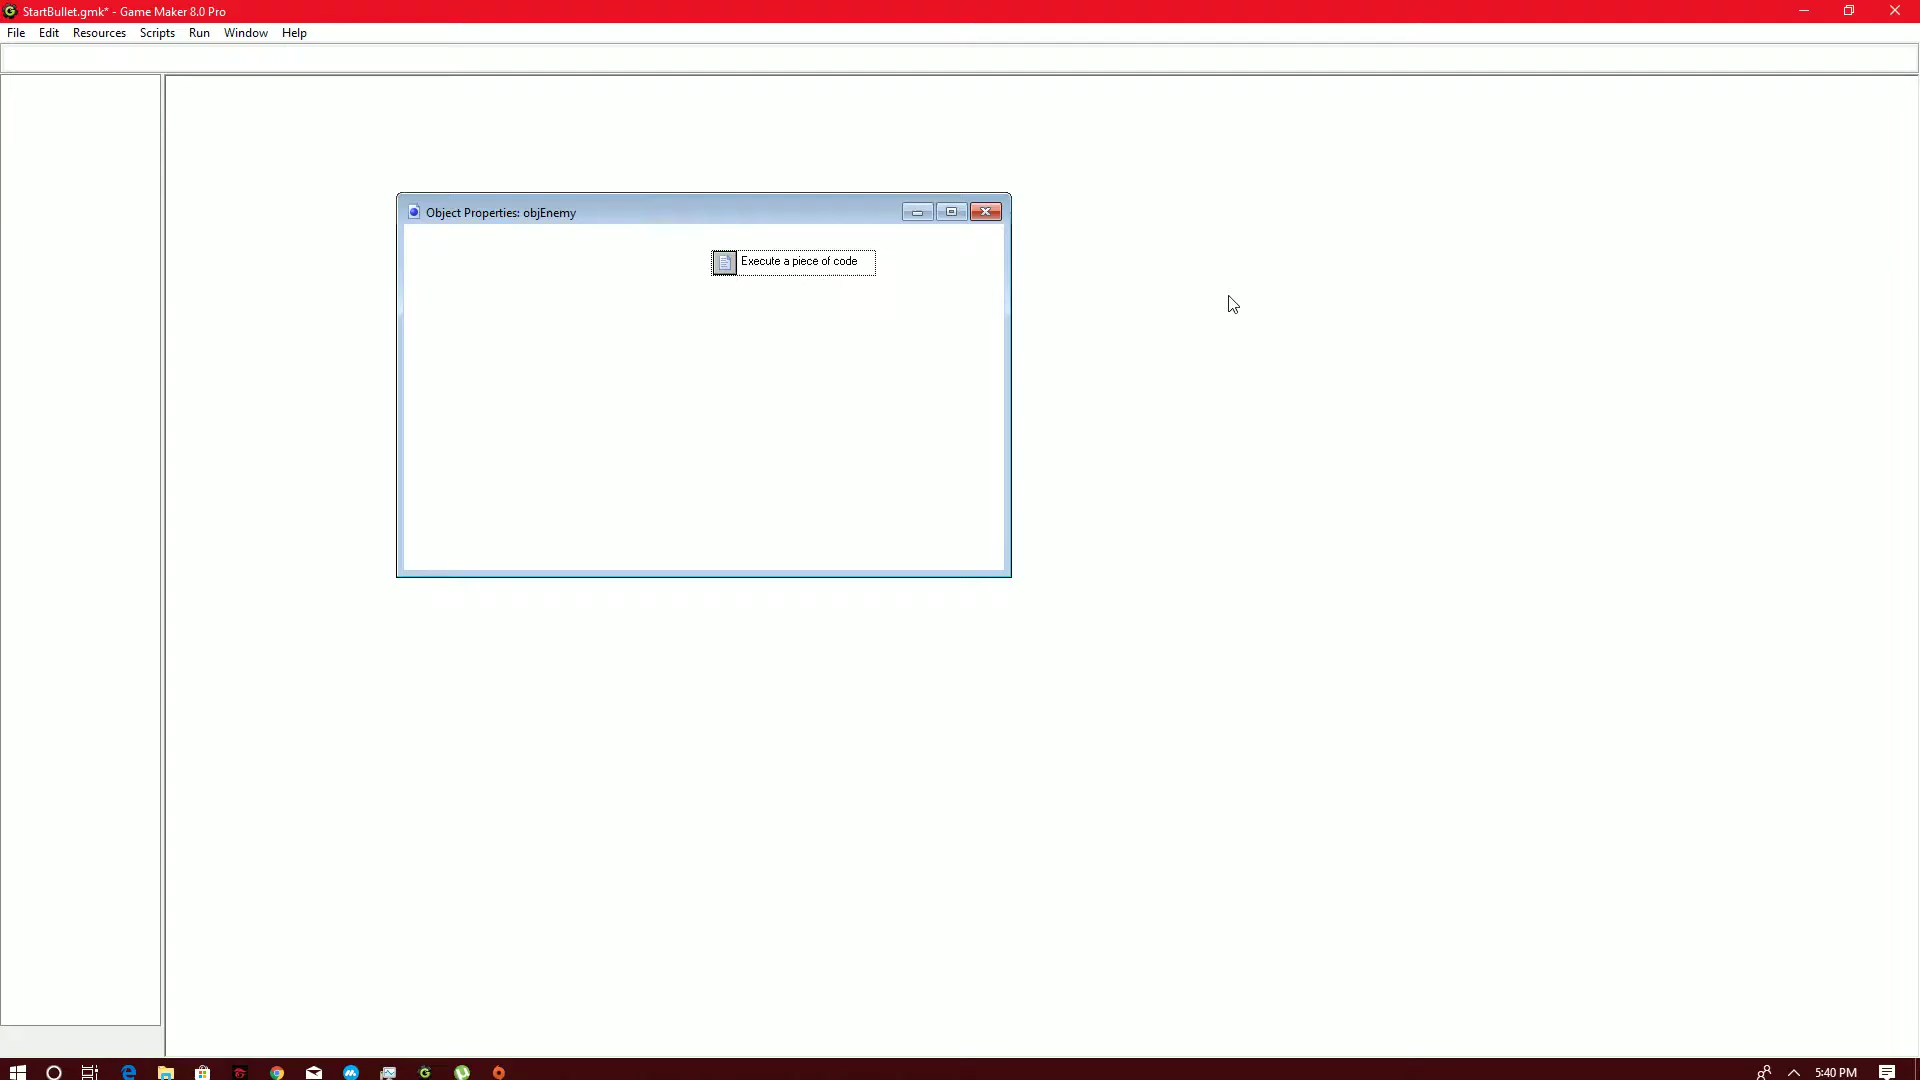 StartBullet.gmk* - Game Maker 8.0 Pro
File Edit Resources Scripts Run Window Help
Object Properties: objEnemy
Execute a piece of code
5:40 PM